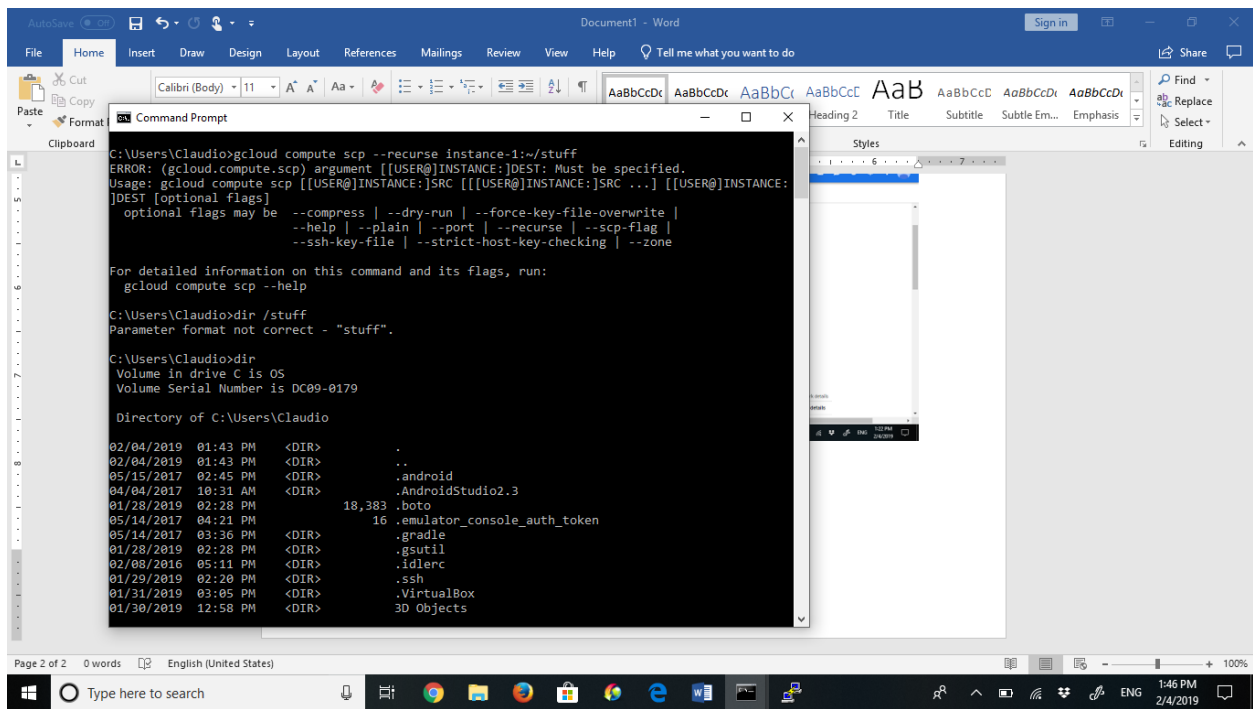 AutoSave Off
Document1 - Word
Sign in
File Home Insert Draw Design Layout References Mailings Review View Help Tell me what you want to do
Share
Cut
Copy
Paste
Format
Clipboard
Calibri (Body) 11
AaBbCcDc AaBbCcDc AaBbC AaBbCcE AaB AaBbCcD AaBbCcDc AaBbCcDc
Heading 2 Title Subtitle Subtle Em... Emphasis
Styles
Find
Replace
Select
Editing
Command Prompt
C:\Users\Claudio>gcloud compute scp --recurse instance-1:~/stuff
ERROR: (gcloud.compute.scp) argument [[USER@]INSTANCE:]DEST: Must be specified.
Usage: gcloud compute scp [[USER@]INSTANCE:]SRC [[[USER@]INSTANCE:]SRC ...] [[USER@]INSTANCE:
]DEST [optional flags]
optional flags may be --compress | --dry-run | --force-key-file-overwrite |
--help | --plain | --port | --recurse | --scp-flag |
--ssh-key-file | --strict-host-key-checking | --zone
For detailed information on this command and its flags, run:
gcloud compute scp --help
C:\Users\Claudio>dir /stuff
Parameter format not correct - "stuff".
C:\Users\Claudio>dir
Volume in drive C is OS
Volume Serial Number is DC09-0179
Directory of C:\Users\Claudio
02/04/2019 01:43 PM <DIR> .
02/04/2019 01:43 PM <DIR> ..
05/15/2017 02:45 PM <DIR> .android
04/04/2017 10:31 AM <DIR> .AndroidStudio2.3
01/28/2019 02:28 PM 18,383 .boto
05/14/2017 04:21 PM 16 .emulator_console_auth_token
05/14/2017 03:36 PM <DIR> .gradle
01/28/2019 02:28 PM <DIR> .gsutil
02/08/2016 05:11 PM <DIR> .idlerc
01/29/2019 02:20 PM <DIR> .ssh
01/31/2019 03:05 PM <DIR> .VirtualBox
01/30/2019 12:58 PM <DIR> 3D Objects
6 7
details
details
ENG 1:22 PM
2/4/2019
Page 2 of 2 0 words English (United States)
100%
Type here to search
ENG
1:46 PM
2/4/2019